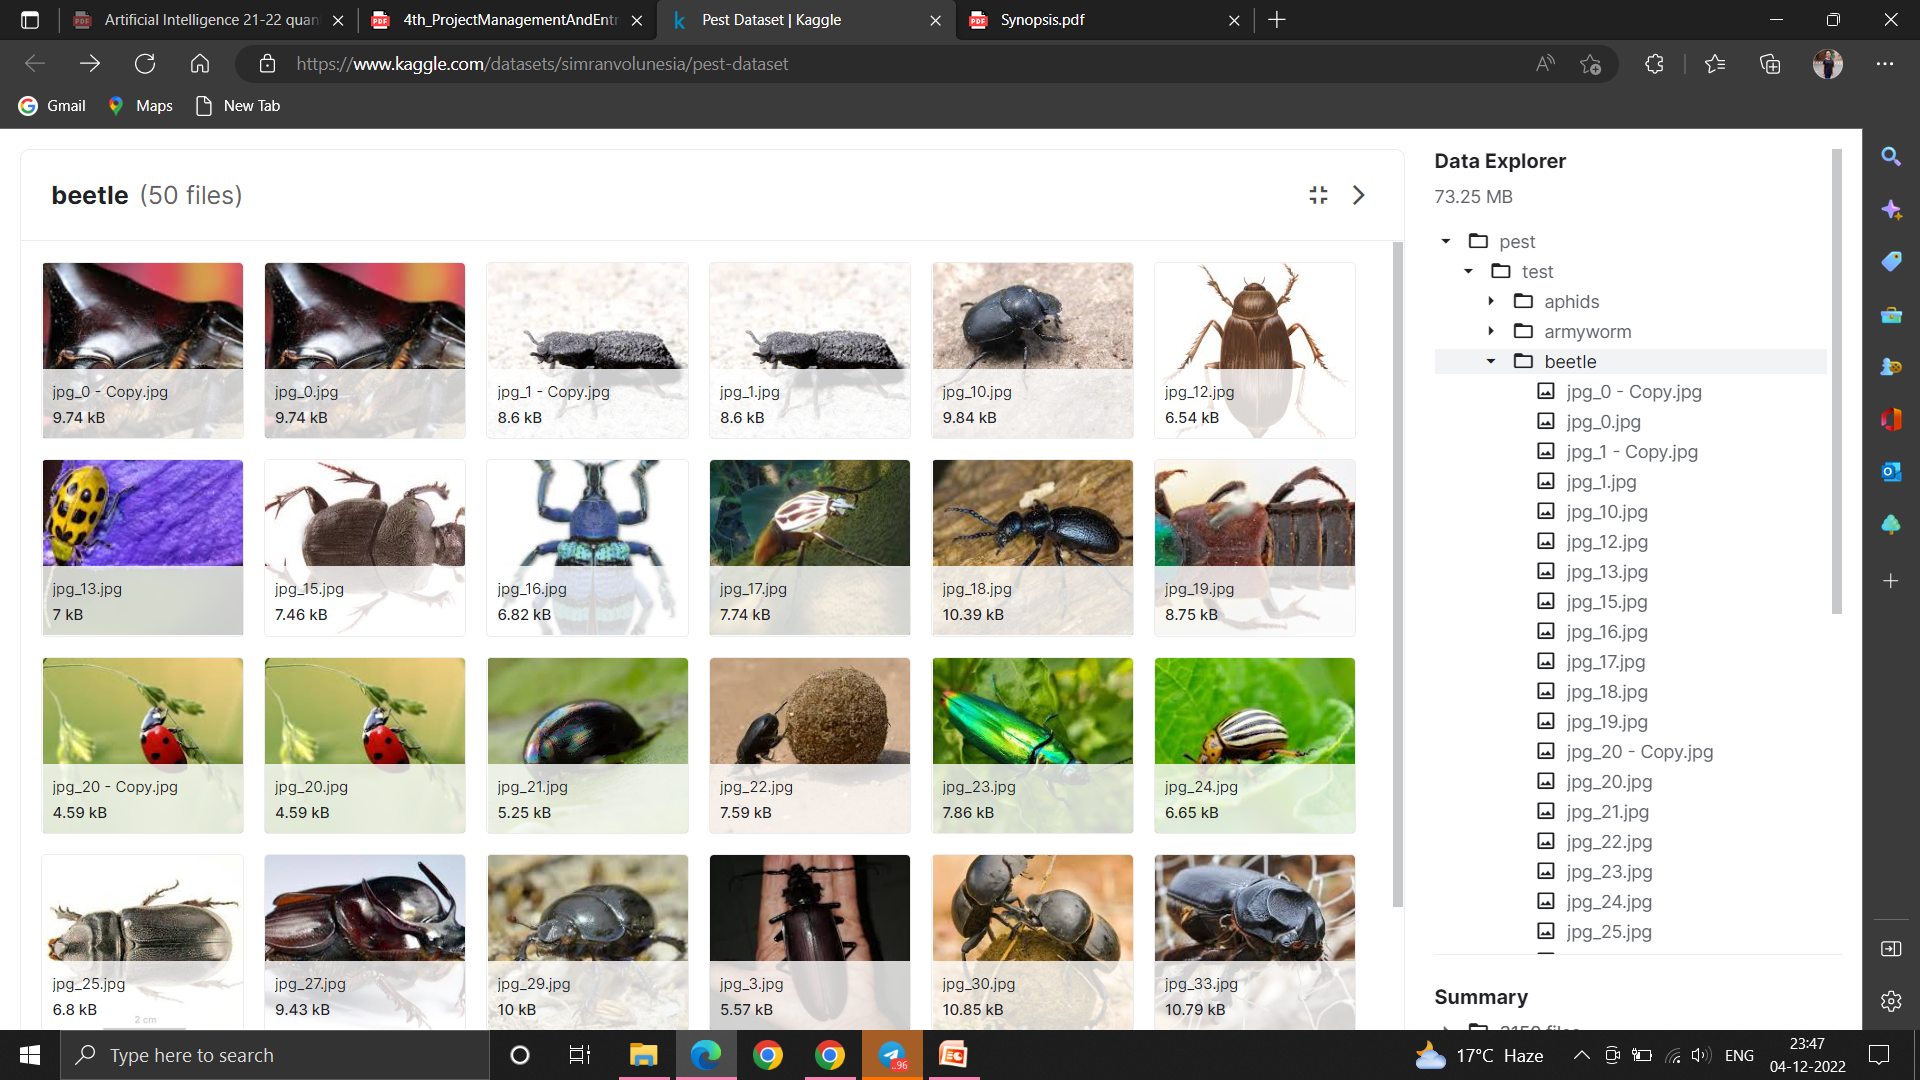 Artificial Intelligence 21-22 quan
4th_ProjectManagementAndEntr
Pest Dataset | Kaggle
Synopsis.pdf
https://www.kaggle.com/datasets/simranvolunesia/pest-dataset
Gmail
Maps
New Tab
beetle (50 files)
jpg_0 - Copy.jpg
9.74 kB
jpg_0.jpg
9.74 kB
jpg_1 - Copy.jpg
8.6 kB
jpg_1.jpg
8.6 kB
jpg_10.jpg
9.84 kB
jpg_12.jpg
6.54 kB
jpg_13.jpg
7 kB
jpg_15.jpg
7.46 kB
jpg_16.jpg
6.82 kB
jpg_17.jpg
7.74 kB
jpg_18.jpg
10.39 kB
jpg_19.jpg
8.75 kB
jpg_20 - Copy.jpg
4.59 kB
jpg_20.jpg
4.59 kB
jpg_21.jpg
5.25 kB
jpg_22.jpg
7.59 kB
jpg_23.jpg
7.86 kB
jpg_24.jpg
6.65 kB
jpg_25.jpg
6.8 kB
2 cm
jpg_27.jpg
9.43 kB
jpg_29.jpg
10 kB
jpg_3.jpg
5.57 kB
jpg_30.jpg
10.85 kB
jpg_33.jpg
10.79 kB
Data Explorer
73.25 MB
pest
test
aphids
armyworm
beetle
jpg_0 - Copy.jpg
jpg_0.jpg
jpg_1 - Copy.jpg
jpg_1.jpg
jpg_10.jpg
jpg_12.jpg
jpg_13.jpg
jpg_15.jpg
jpg_16.jpg
jpg_17.jpg
jpg_18.jpg
jpg_19.jpg
jpg_20 - Copy.jpg
jpg_20.jpg
jpg_21.jpg
jpg_22.jpg
jpg_23.jpg
jpg_24.jpg
jpg_25.jpg
Summary
Type here to search
..96
17°C Haze
ENG
23:47
04-12-2022